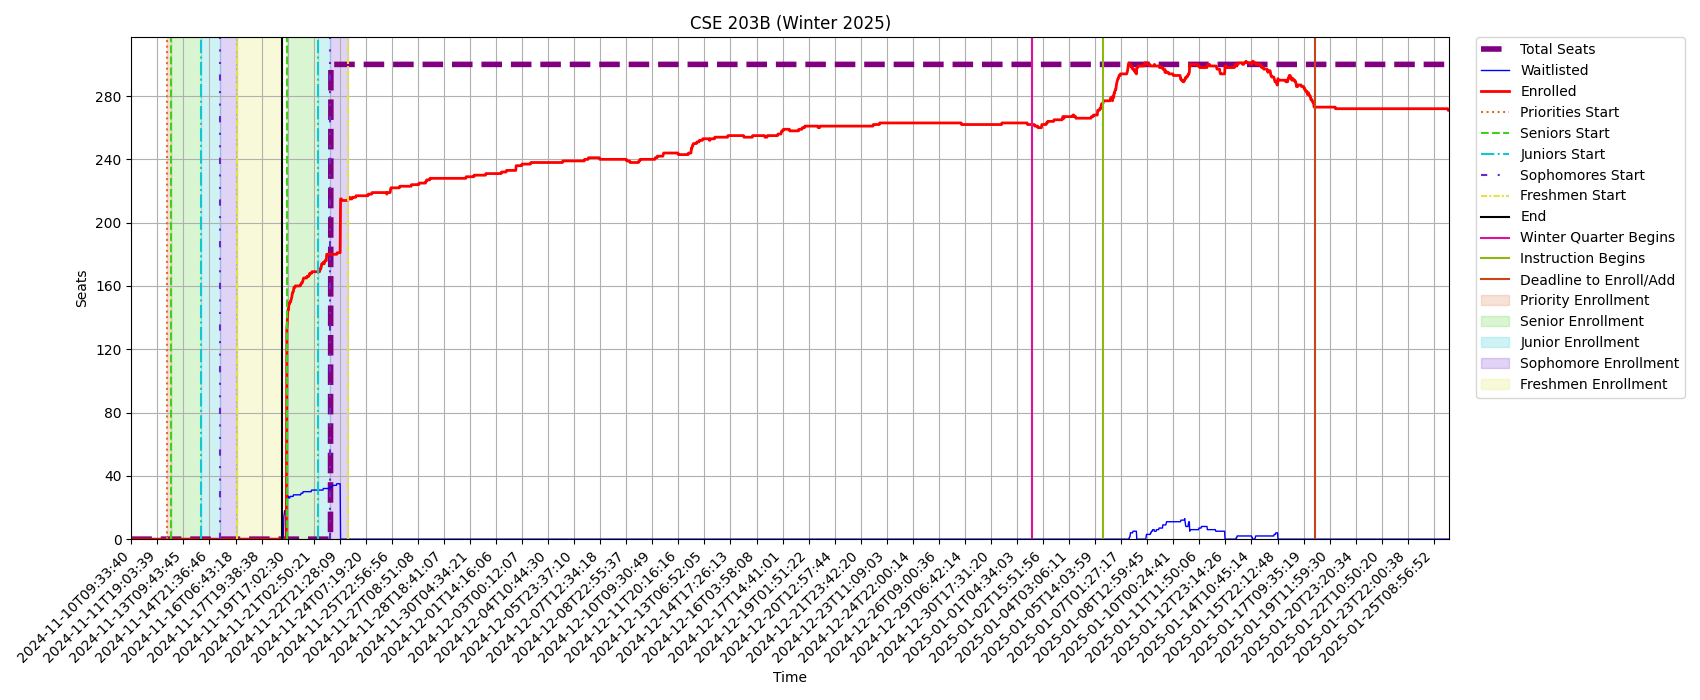 CSE 203B (Winter 2025)
Seats
280
240
200
160
120
80
40
0
2024-11-10T09:33:40
2024-11-11T19:03:39
2024-11-13T09:43:45
2024-11-14T21:36:46
2024-11-16T06:43:18
2024-11-17T19:38:38
2024-11-19T17:02:30
2024-11-21T02:50:21
2024-11-22T21:28:09
2024-11-24T07:19:20
2024-11-25T22:56:56
2024-11-27T08:51:08
2024-11-28T18:41:07
2024-11-30T04:34:21
2024-12-01T14:16:06
2024-12-03T00:12:07
2024-12-04T10:44:30
2024-12-05T23:37:10
2024-12-07T12:34:18
2024-12-08T22:55:37
2024-12-10T09:30:49
2024-12-11T20:16:16
2024-12-13T06:52:05
2024-12-14T17:26:13
2024-12-16T03:58:08
2024-12-17T14:41:01
2024-12-19T01:51:22
2024-12-20T12:57:44
2024-12-21T23:42:20
2024-12-23T11:09:03
2024-12-24T22:00:14
2024-12-26T09:00:36
2024-12-29T06:42:14
2024-12-30T17:31:20
2025-01-01T04:34:03
2025-01-02T15:51:56
2025-01-04T03:06:11
2025-01-05T14:03:59
2025-01-07T01:27:17
2025-01-08T12:59:45
2025-01-10T00:24:41
2025-01-11T11:50:06
2025-01-12T23:14:26
2025-01-14T10:45:14
2025-01-15T22:12:48
2025-01-17T09:35:19
2025-01-19T11:59:30
2025-01-20T23:20:34
2025-01-22T10:50:20
2025-01-23T22:00:38
2025-01-25T08:56:52
Time
Total Seats
Waitlisted
Enrolled
Priorities Start
Seniors Start
Juniors Start
Sophomores Start
Freshmen Start
End
Winter Quarter Begins
Instruction Begins
Deadline to Enroll/Add
Priority Enrollment
Senior Enrollment
Junior Enrollment
Sophomore Enrollment
Freshmen Enrollment